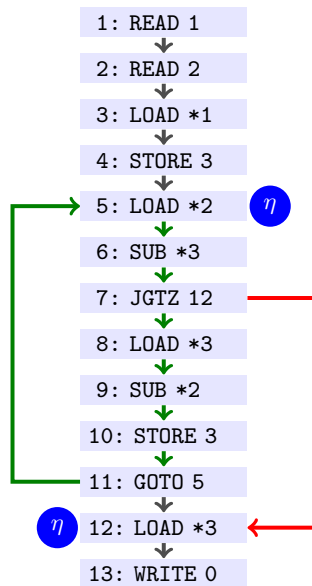 1: READ 1
2: READ 2
3: LOAD *1
4: STORE 3
5: LOAD *2 η
6: SUB *3
7: JGTZ 12
8: LOAD *3
9: SUB *2
10: STORE 3
11: GOTO 5
η 12: LOAD *3
13: WRITE 0